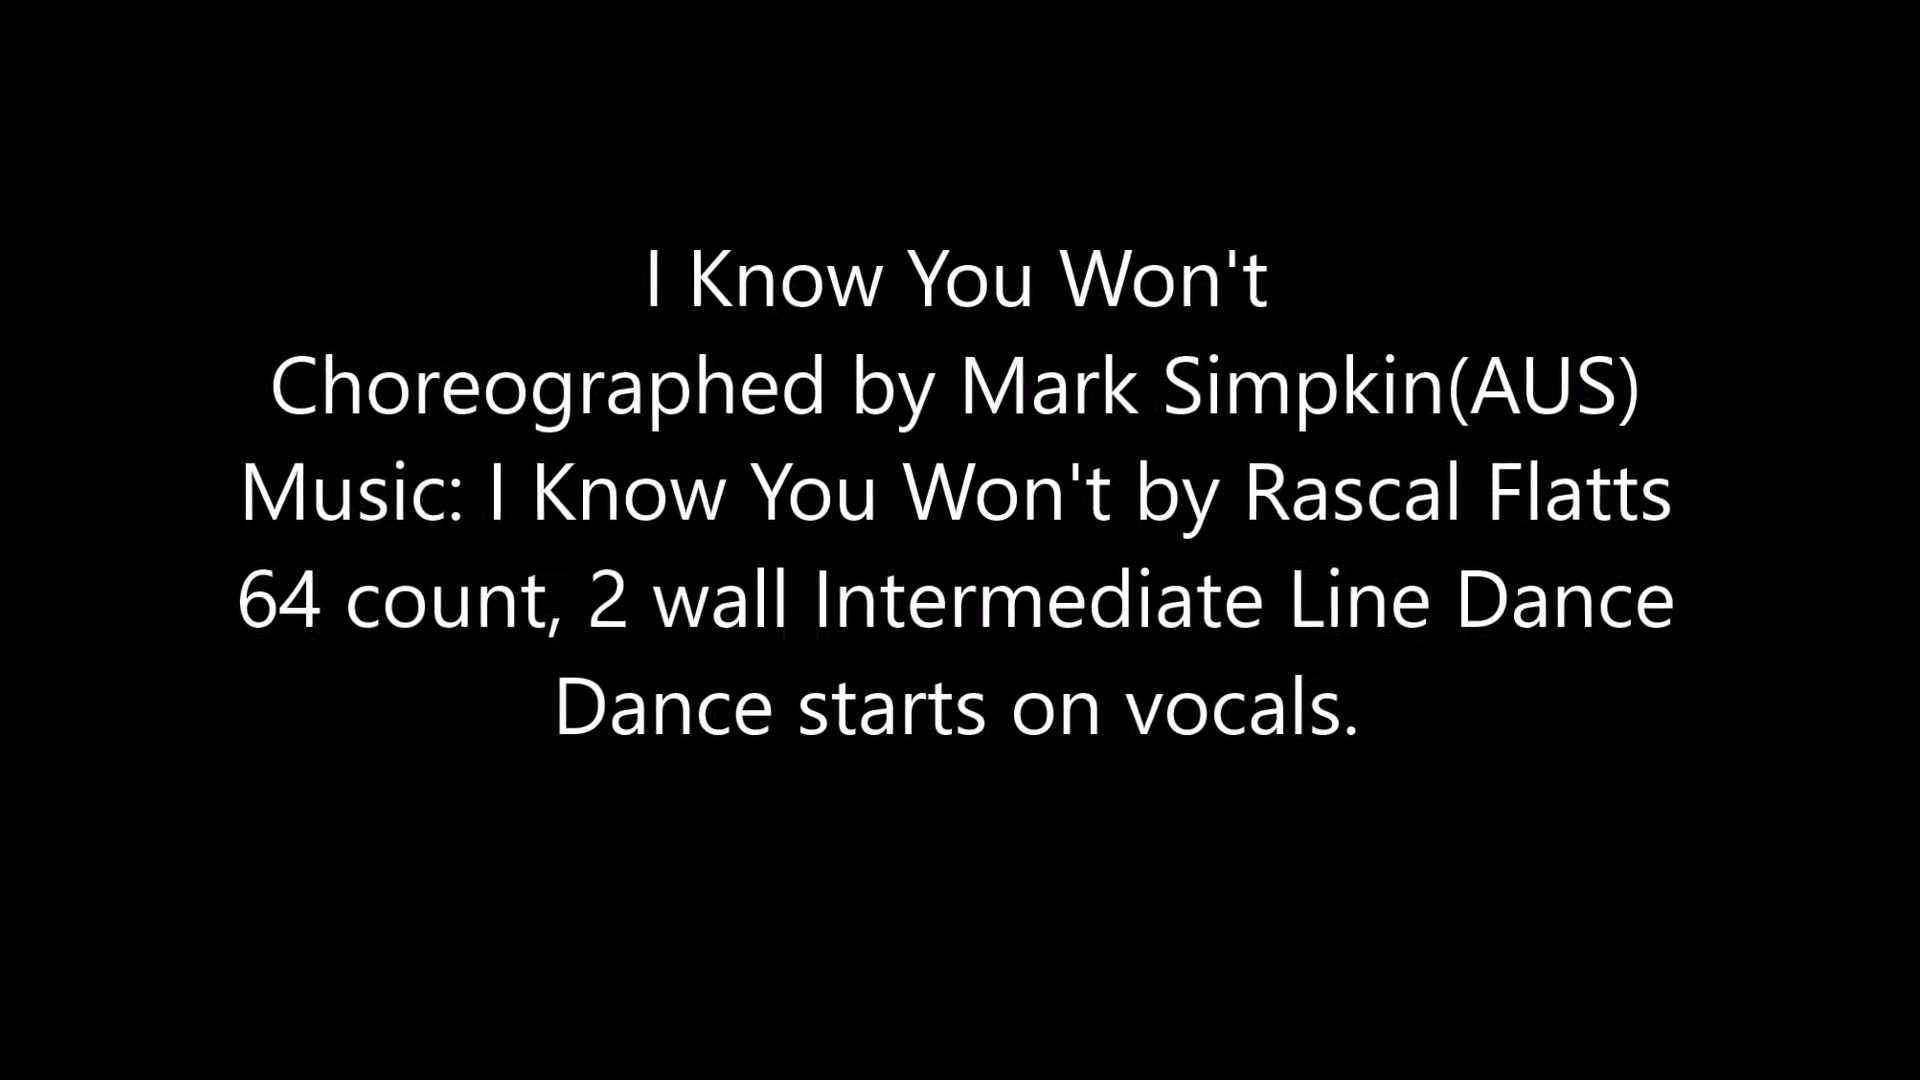 I Know You Won't
Choreographed by Mark Simpkin(AUS)
Music: I Know You Won't by Rascal Flatts
64 count, 2 wall Intermediate Line Dance
Dance starts on vocals.